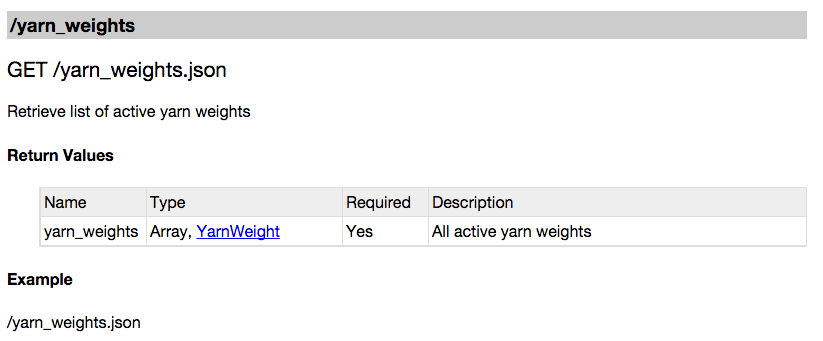 /yarn_weights
GET /yarn_weights.json
Retrieve list of active yarn weights
Return Values
Name Type Required Description
yarn_weights Array, YarnWeight Yes All active yarn weights
Example
/yarn_weights.json